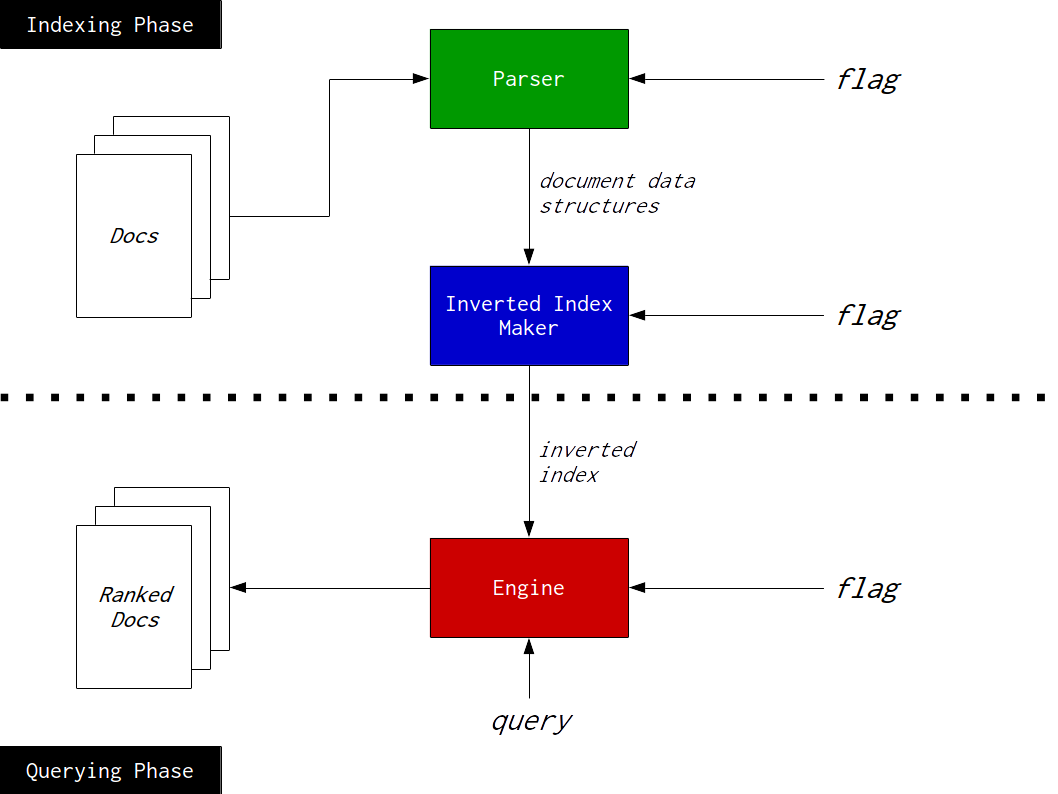 Indexing Phase
Parser
flag
document data
structures
Docs
Inverted Index
Maker
flag
inverted
index
Ranked
Docs
Engine
flag
query
Querying Phase